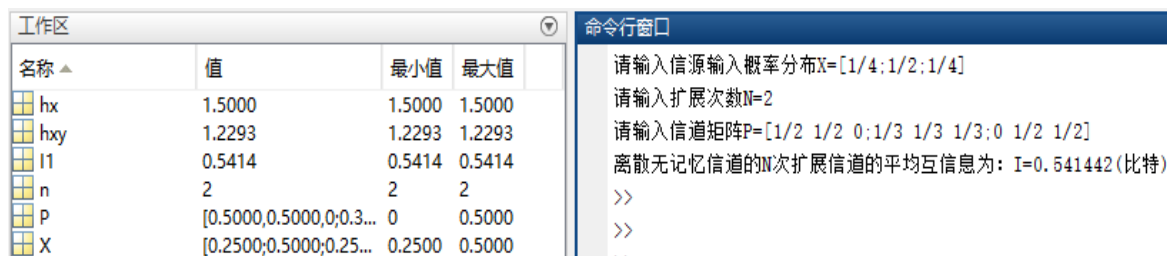 工作区
名称 值 最小值 最大值
hx 1.5000 1.5000 1.5000
hxy 1.2293 1.2293 1.2293
I1 0.5414 0.5414 0.5414
n 2 2 2
P [0.5000,0.5000,0;0.3... 0 0.5000
X [0.2500;0.5000;0.25... 0.2500 0.5000
命令行窗口
请输入信源输入概率分布X=[1/4;1/2;1/4]
请输入扩展次数N=2
请输入信道矩阵P=[1/2 1/2 0;1/3 1/3 1/3;0 1/2 1/2]
离散无记忆信道的N次扩展信道的平均互信息为: I=0.541442(比特)
>>
>>